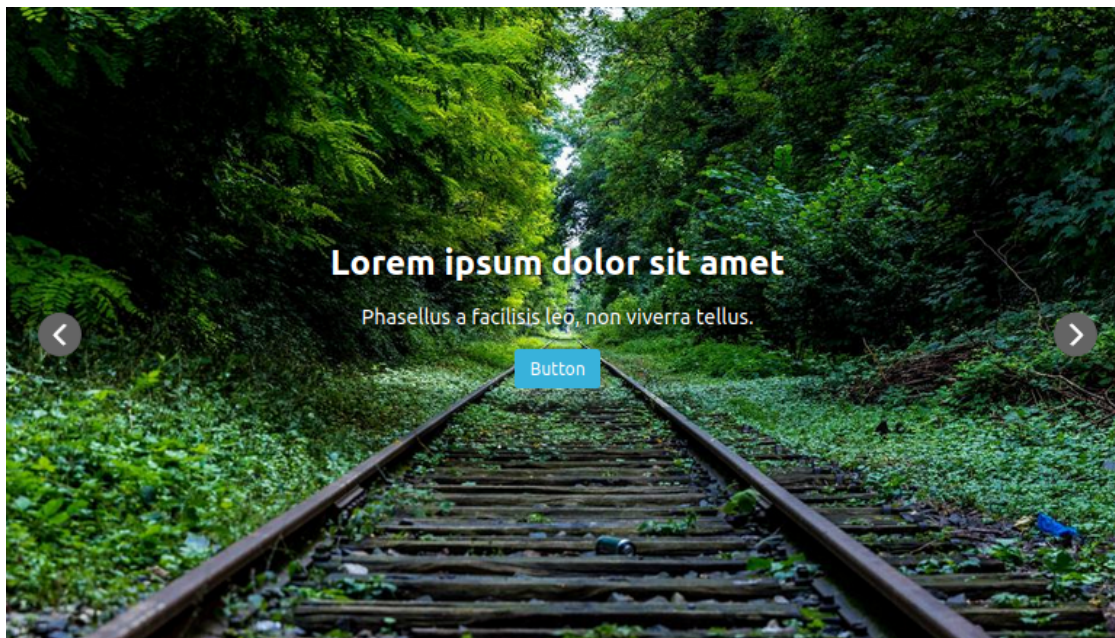 Lorem ipsum dolor sit amet
Phasellus a facilisis leo, non viverra tellus.
Button